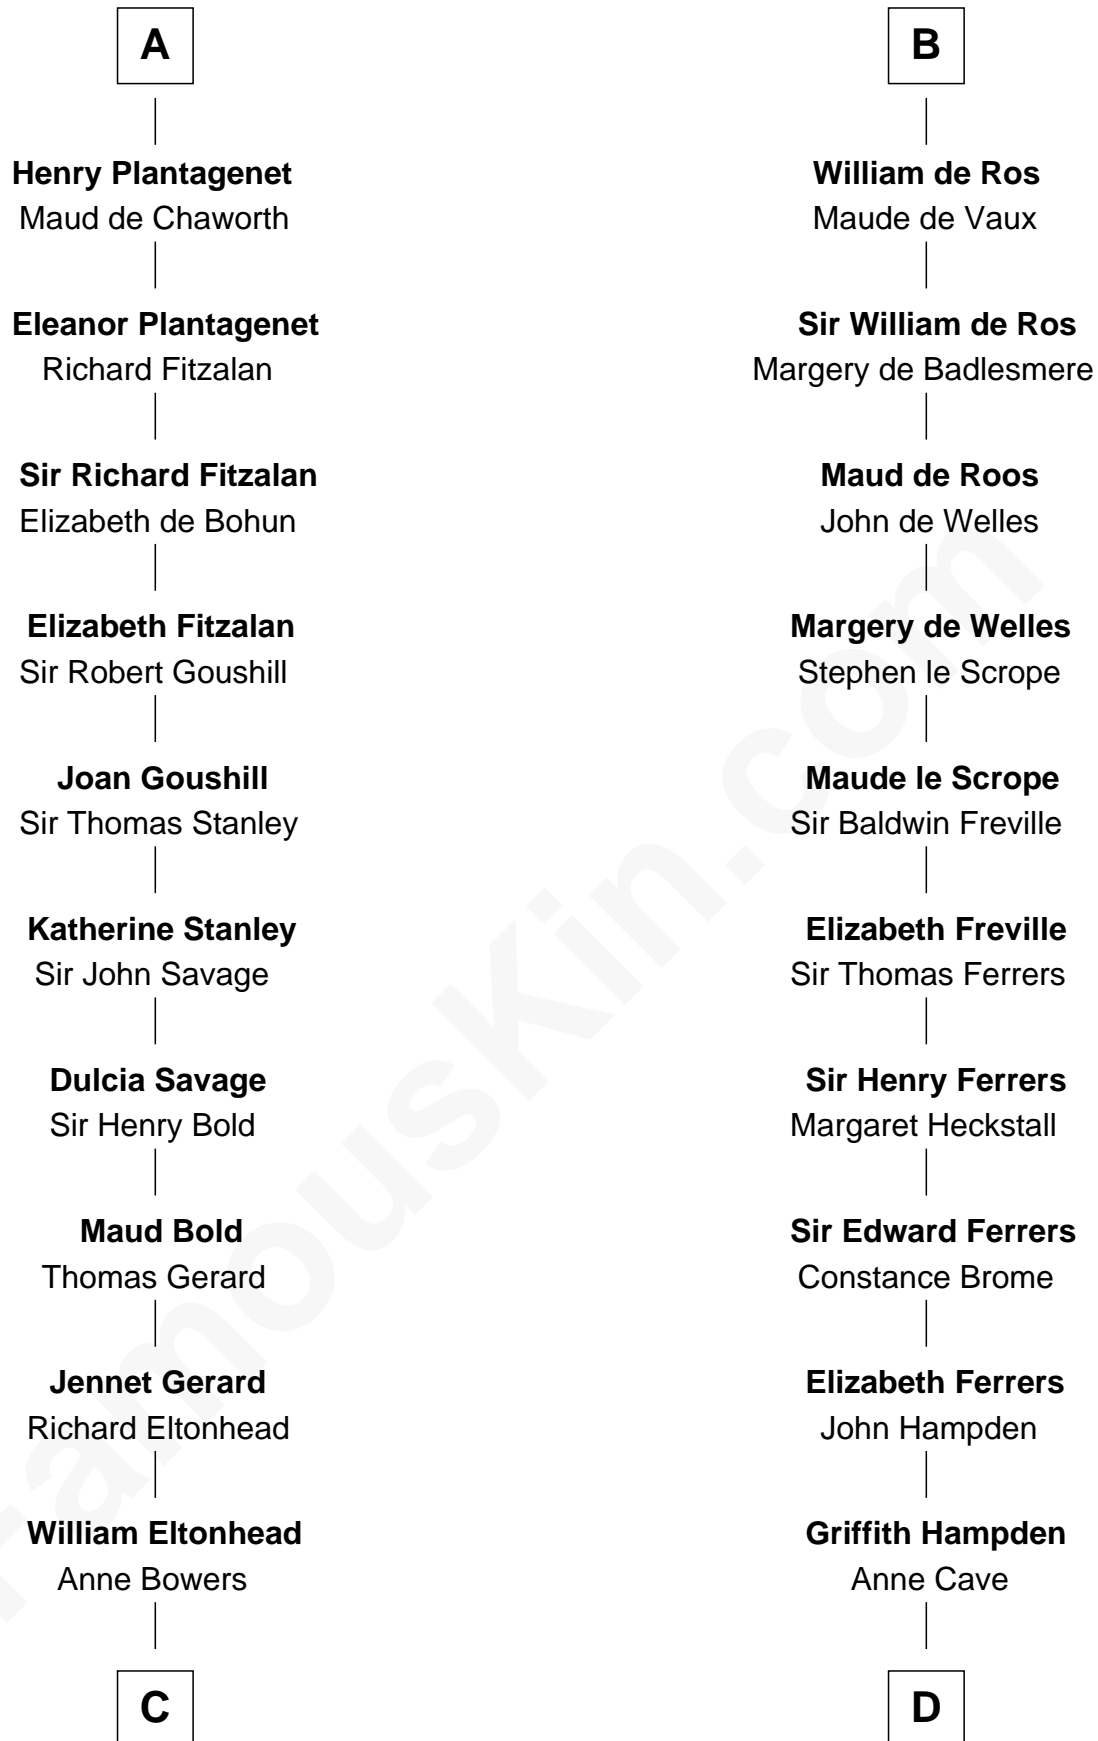 A
Henry Plantagenet
Maud de Chaworth
Eleanor Plantagenet
Richard Fitzalan
Sir Richard Fitzalan
Elizabeth de Bohun
Elizabeth Fitzalan
Sir Robert Goushill
Joan Goushill
Sir Thomas Stanley
Katherine Stanley
Sir John Savage
Dulcia Savage
Sir Henry Bold
Maud Bold
Thomas Gerard
Jennet Gerard
Richard Eltonhead
William Eltonhead
Anne Bowers
C
B
William de Ros
Maude de Vaux
Sir William de Ros
Margery de Badlesmere
Maud de Roos
John de Welles
Margery de Welles
Stephen le Scrope
Maude le Scrope
Sir Baldwin Freville
Elizabeth Freville
Sir Thomas Ferrers
Sir Henry Ferrers
Margaret Heckstall
Sir Edward Ferrers
Constance Brome
Elizabeth Ferrers
John Hampden
Griffith Hampden
Anne Cave
D
FamousKin.com